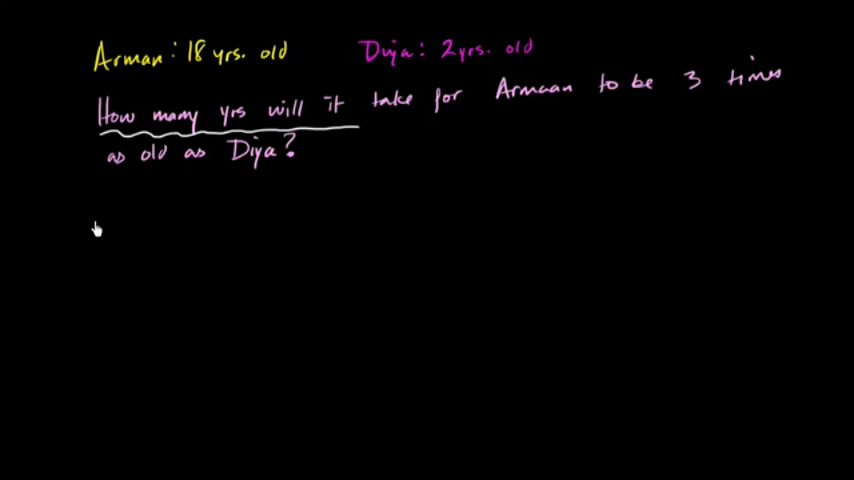 Arman: 18 yrs. old Diya: 2 yrs. old
How many yrs will it take for Armaan to be 3 times
as old as Diya?